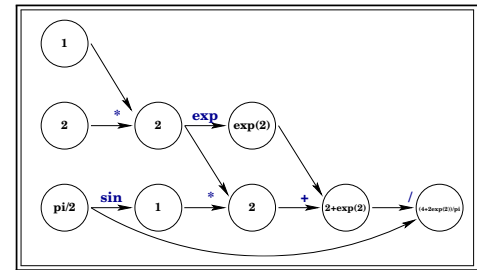 1
*
exp
2
2
exp(2)
sin
*
+
/
pi/2
1
2
2+exp(2)
(4+2exp(2))/pi